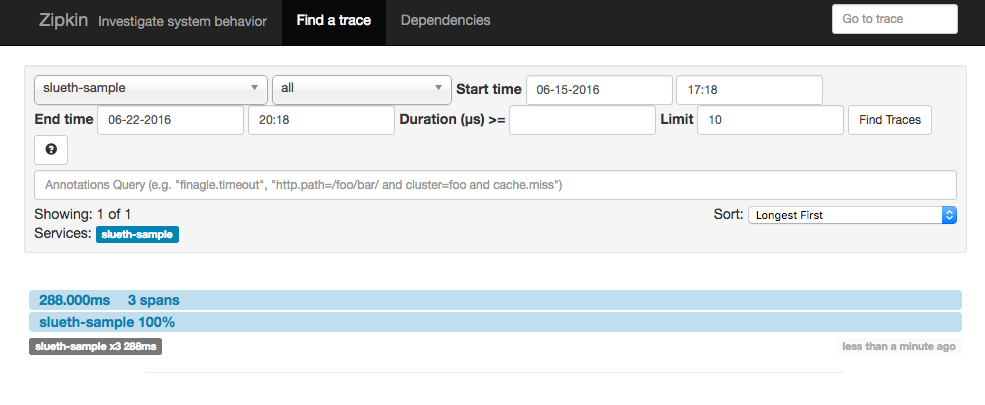 Zipkin Investigate system behavior Find a trace Dependencies Go to trace
slueth-sample all Start time 06-15-2016 17:18
End time 06-22-2016 20:18 Duration (μs) >= Limit 10 Find Traces
?
Annotations Query (e.g. "finagle.timeout", "http.path=/foo/bar/ and cluster=foo and cache.miss")
Showing: 1 of 1 Sort: Longest First
Services: slueth-sample
288.000ms 3 spans
slueth-sample 100%
slueth-sample x3 288ms less than a minute ago